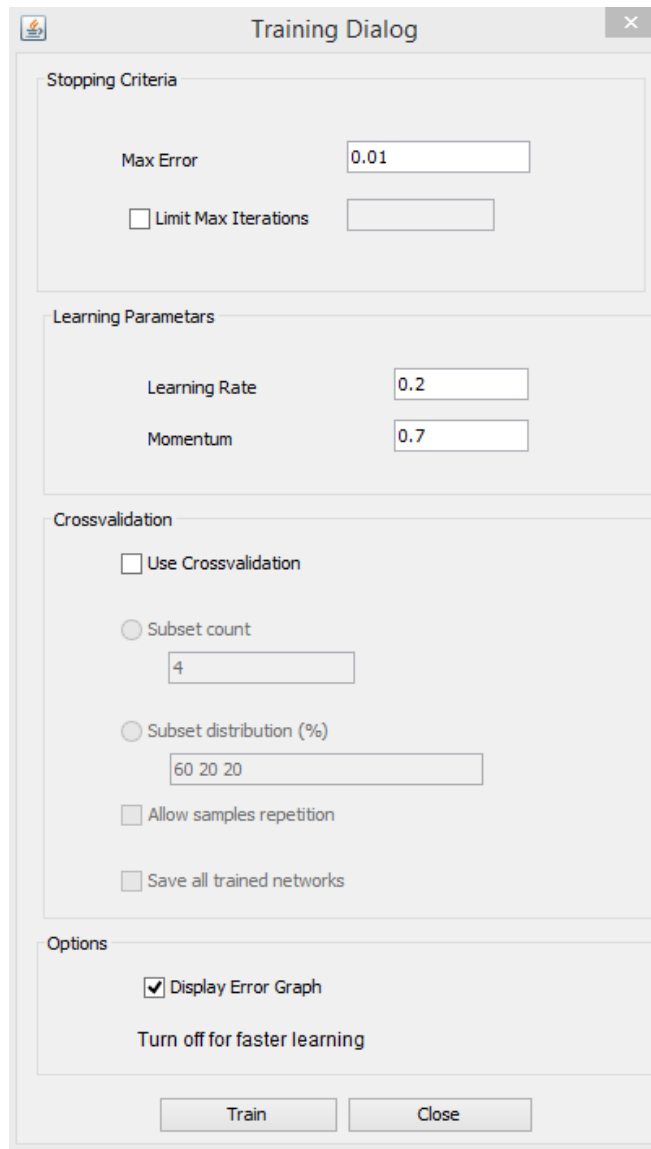 Training Dialog
Stopping Criteria
Max Error 0.01
Limit Max Iterations
Learning Parametars
Learning Rate 0.2
Momentum 0.7
Crossvalidation
Use Crossvalidation
Subset count
4
Subset distribution (%)
60 20 20
Allow samples repetition
Save all trained networks
Options
Display Error Graph
Turn off for faster learning
Train Close